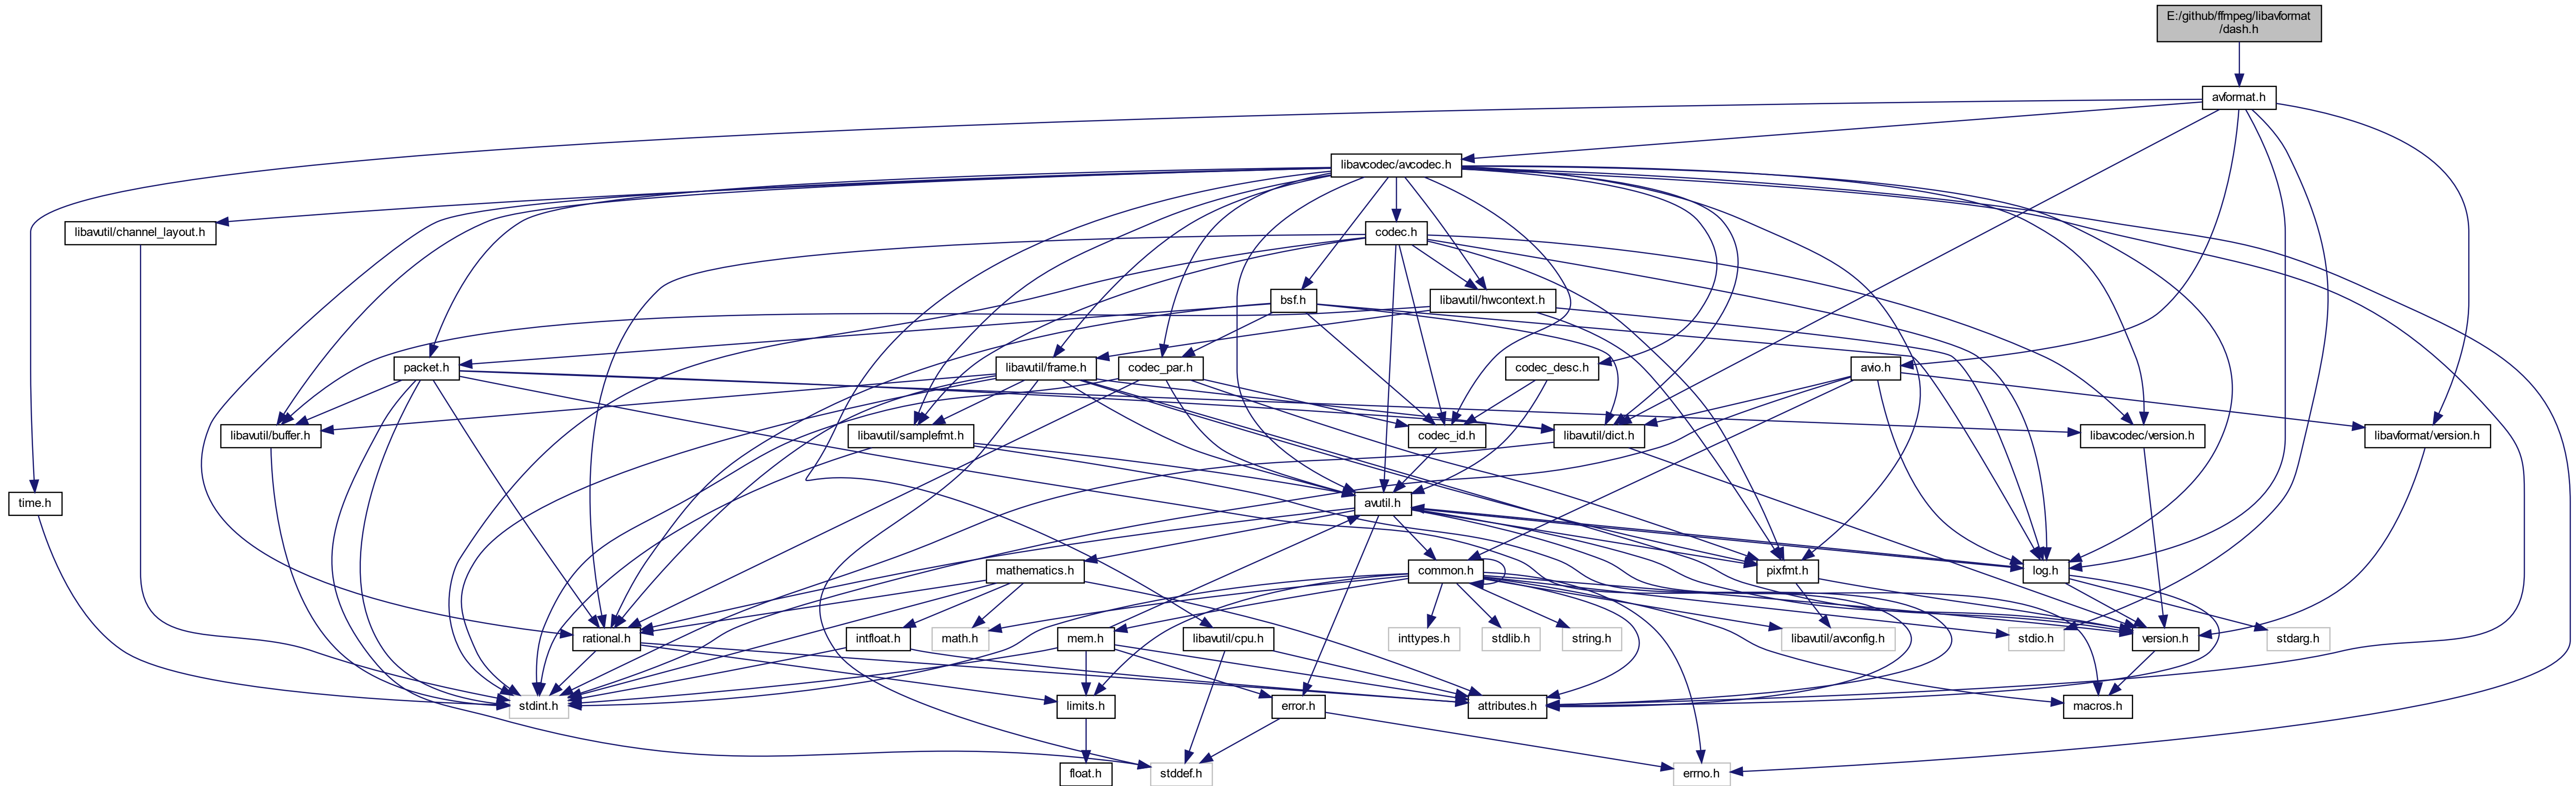 E:/github/ffmpeg/libavformat
/dash.h
avformat.h
libavcodec/avcodec.h
libavutil/channel_layout.h
codec.h
bsf.h
libavutil/hwcontext.h
packet.h
libavutil/frame.h
codec_par.h
codec_desc.h
avio.h
libavutil/buffer.h
libavutil/samplefmt.h
codec_id.h
libavutil/dict.h
libavcodec/version.h
libavformat/version.h
time.h
avutil.h
mathematics.h
common.h
pixfmt.h
log.h
rational.h
intfloat.h
math.h
mem.h
libavutil/cpu.h
inttypes.h
stdlib.h
string.h
libavutil/avconfig.h
stdio.h
version.h
stdarg.h
stdint.h
limits.h
error.h
attributes.h
macros.h
float.h
stddef.h
errno.h